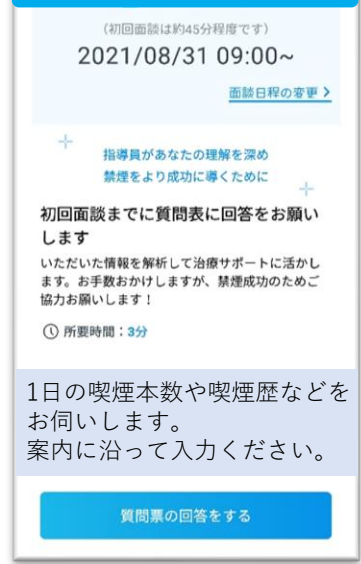 (初回面談は約45分程度です)
2021/08/31 09:00~
面談日程の変更 >
指導員があなたの理解を深め
禁煙をより成功に導くために
初回面談までに質問表に回答をお願い
します
いただいた情報を解析して治療サポートに活かし
ます。お手数おかけしますが、禁煙成功のためご
協力お願いします！
所要時間：3分
1日の喫煙本数や喫煙歴などを
お伺いします。
案内に沿って入力ください。
質問票の回答をする